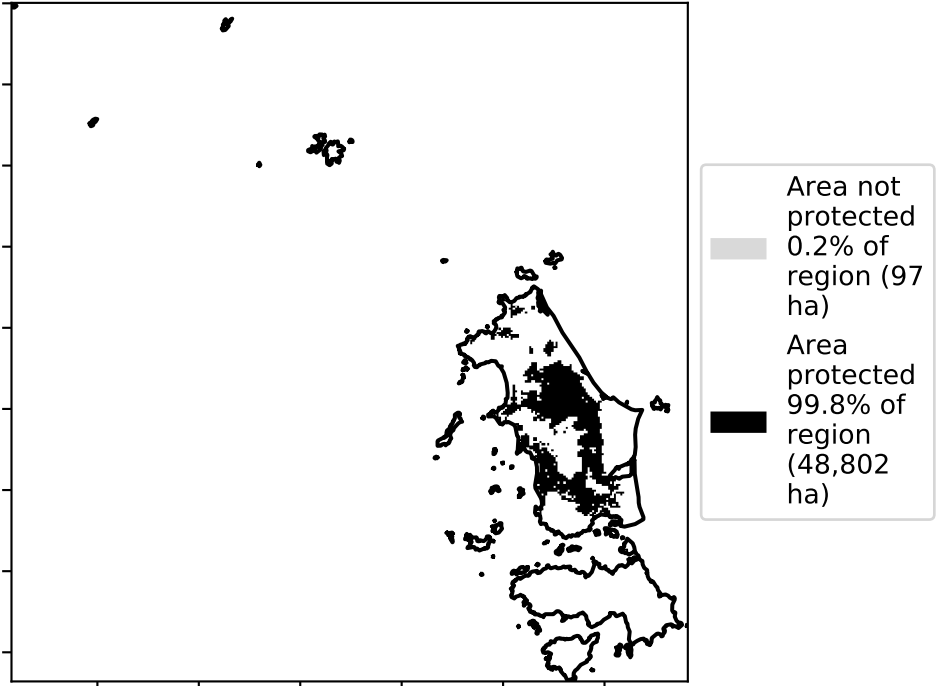 Area not
protected
0.2% of
region (97
ha)
Area
protected
99.8% of
region
(48,802
ha)